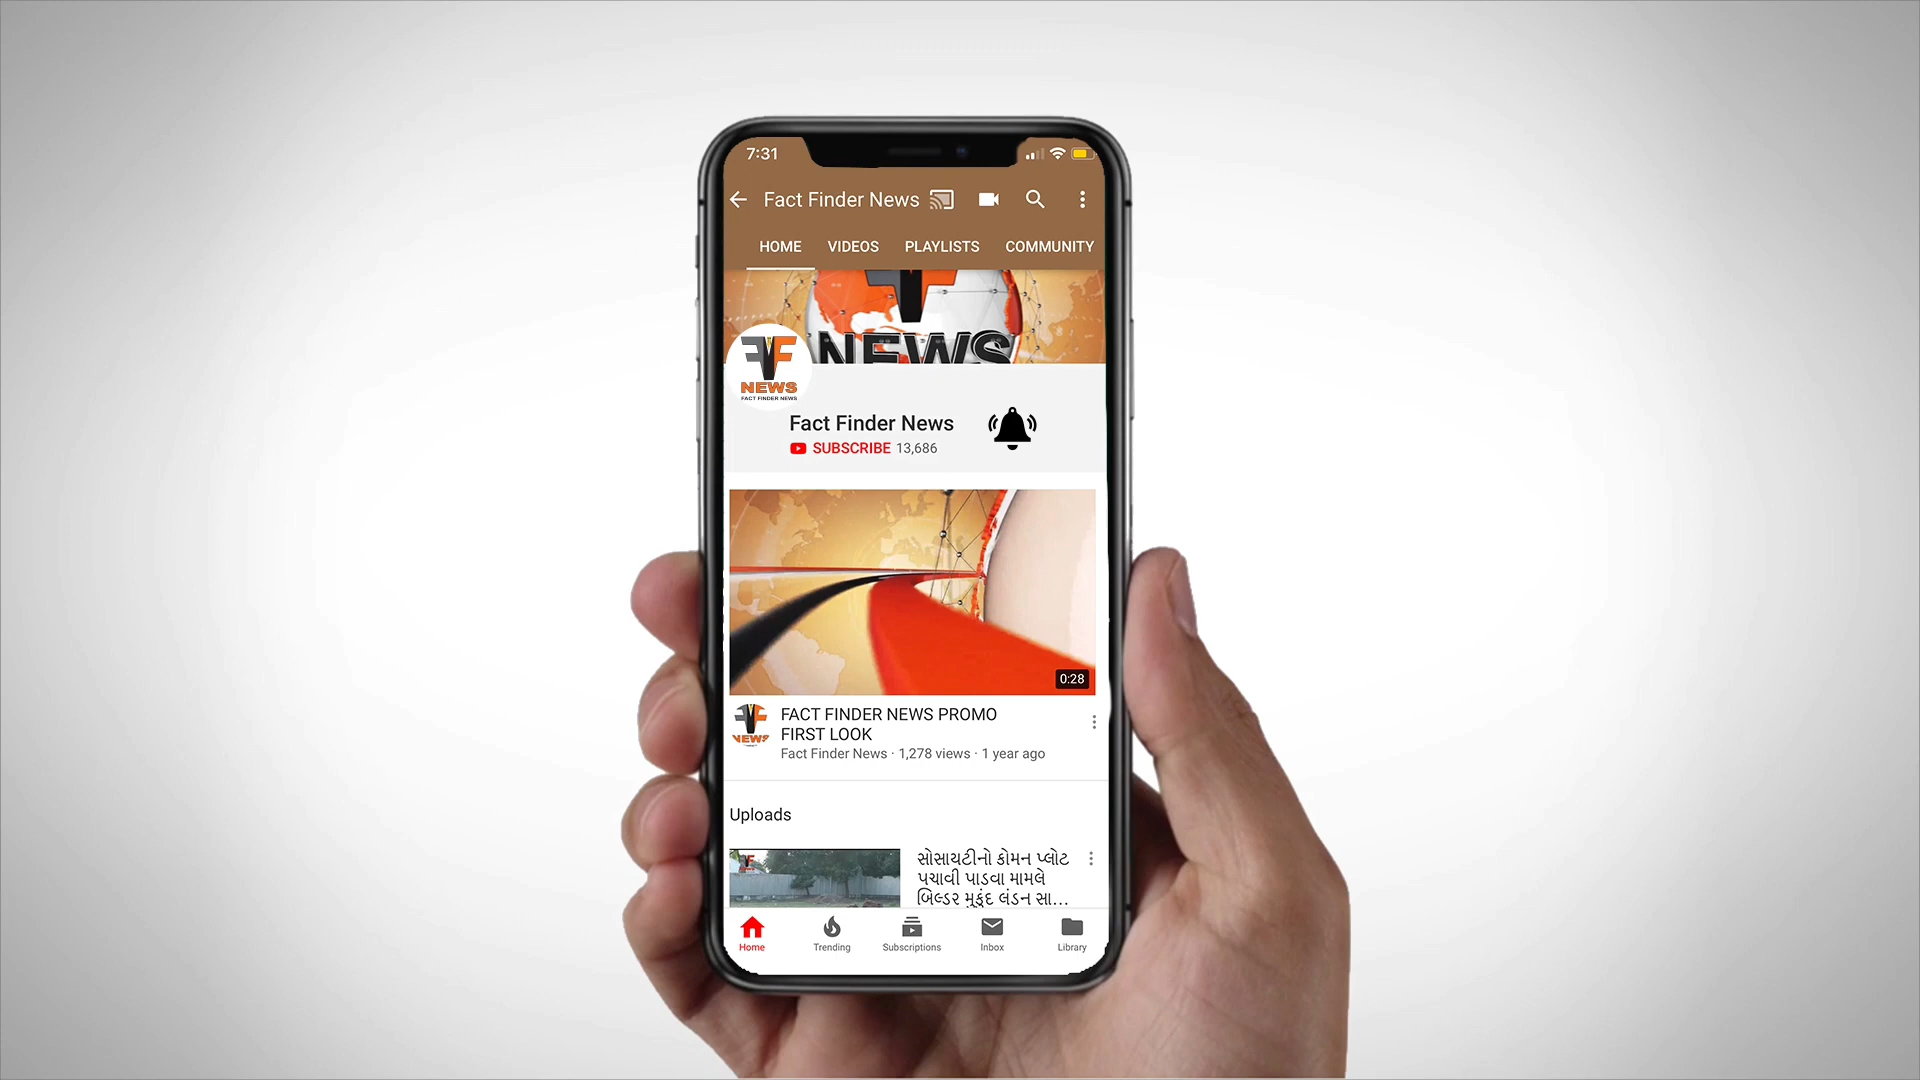 7:31
Fact Finder News
HOME VIDEOS PLAYLISTS COMMUNITY
NEWS
FF
NEWS
FACT FINDER NEWS
Fact Finder News
SUBSCRIBE 13,686
0:28
NEWS
FACT FINDER NEWS PROMO
FIRST LOOK
Fact Finder News · 1,278 views · 1 year ago
Uploads
સોસાયટીનો કોમન પ્લોટ
પચાવી પાડવા મામલે
બિલ્ડર મુકુંદ લંડન સા...
Home Trending Subscriptions Inbox Library